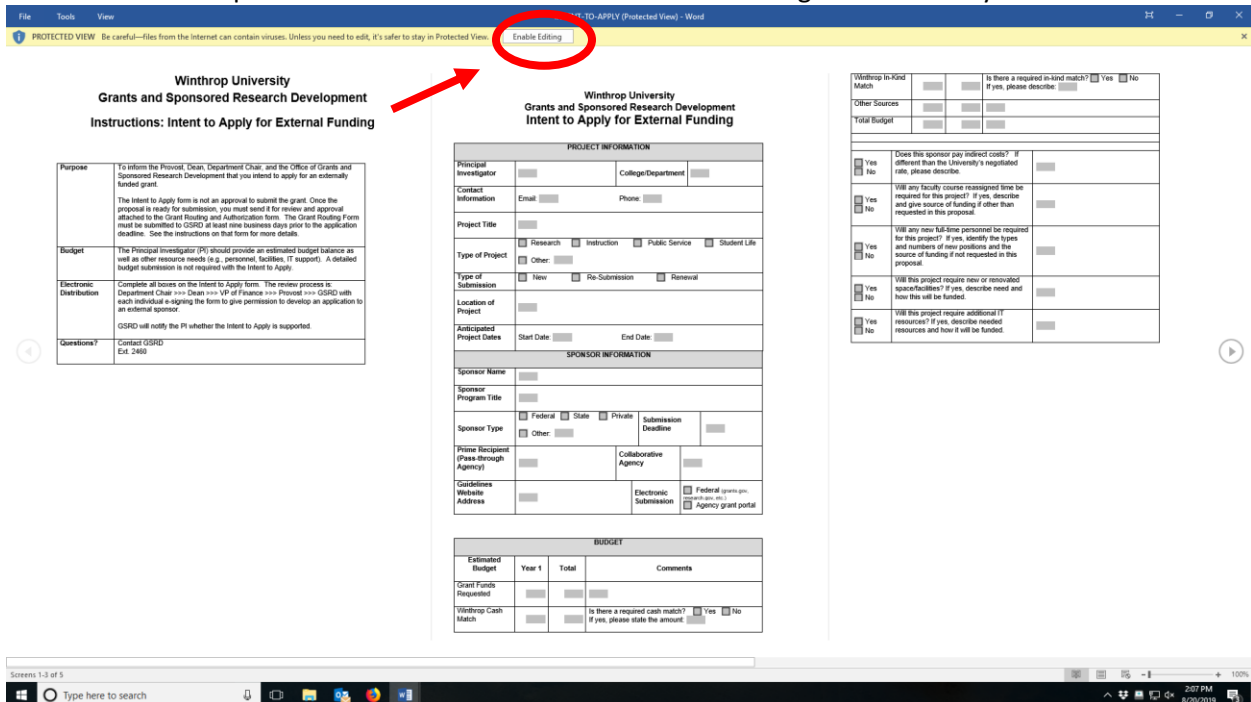 File Tools View
-TO-APPLY (Protected View) - Word
PROTECTED VIEW Be careful—files from the Internet can contain viruses. Unless you need to edit, it's safer to stay in Protected View. Enable Editing
Winthrop University
Grants and Sponsored Research Development
Instructions: Intent to Apply for External Funding
Purpose
To inform the Provost, Dean, Department Chair, and the Office of Grants and
Sponsored Research Development that you intend to apply for an externally
funded grant.
The Intent to Apply form is not an approval to submit the grant. Once the
proposal is ready for submission, you must send it for review and approval
attached to the Grant Routing and Authorization form. The Grant Routing Form
must be submitted to GSRD at least nine business days prior to the application
deadline. See the instructions on that form for more details.
Budget
The Principal Investigator (PI) should provide an estimated budget balance as
well as other resource needs (e.g., personnel, facilities, IT support). A detailed
budget submission is not required with the Intent to Apply.
Electronic
Distribution
Complete all boxes on the Intent to Apply form. The review process is:
Department Chair >>> Dean >>> VP of Finance >>> Provost >>> GSRD with
each individual e-signing the form to give permission to develop an application to
an external sponsor.
GSRD will notify the PI whether the Intent to Apply is supported.
Questions?
Contact GSRD
Ext. 2460
Winthrop University
Grants and Sponsored Research Development
Intent to Apply for External Funding
PROJECT INFORMATION
Principal
Investigator
College/Department
Contact
Information
Email: Phone:
Project Title
Type of Project
Research Instruction Public Service Student Life
Other:
Type of
Submission
New Re-Submission Renewal
Location of
Project
Anticipated
Project Dates
Start Date: End Date:
SPONSOR INFORMATION
Sponsor Name
Sponsor
Program Title
Sponsor Type
Federal State Private
Other:
Submission
Deadline
Prime Recipient
(Pass-through
Agency)
Collaborative
Agency
Guidelines
Website
Address
Electronic
Submission
Federal (grants.gov,
research.gov, etc.)
Agency grant portal
BUDGET
Estimated
Budget
Year 1 Total Comments
Grant Funds
Requested
Winthrop Cash
Match
Is there a required cash match? Yes No
If yes, please state the amount:
Winthrop In-Kind
Match
Is there a required in-kind match? Yes No
If yes, please describe:
Other Sources
Total Budget
Yes
No
Does this sponsor pay indirect costs? If
different than the University's negotiated
rate, please describe.
Yes
No
Will any faculty course reassigned time be
required for this project? If yes, describe
and give source of funding if other than
requested in this proposal.
Yes
No
Will any new full-time personnel be required
for this project? If yes, identify the types
and numbers of new positions and the
source of funding if not requested in this
proposal.
Yes
No
Will this project require new or renovated
space/facilities? If yes, describe need and
how this will be funded.
Yes
No
Will this project require additional IT
resources? If yes, describe needed
resources and how it will be funded.
Screens 1-3 of 5
100%
Type here to search
2:07 PM
8/20/2019